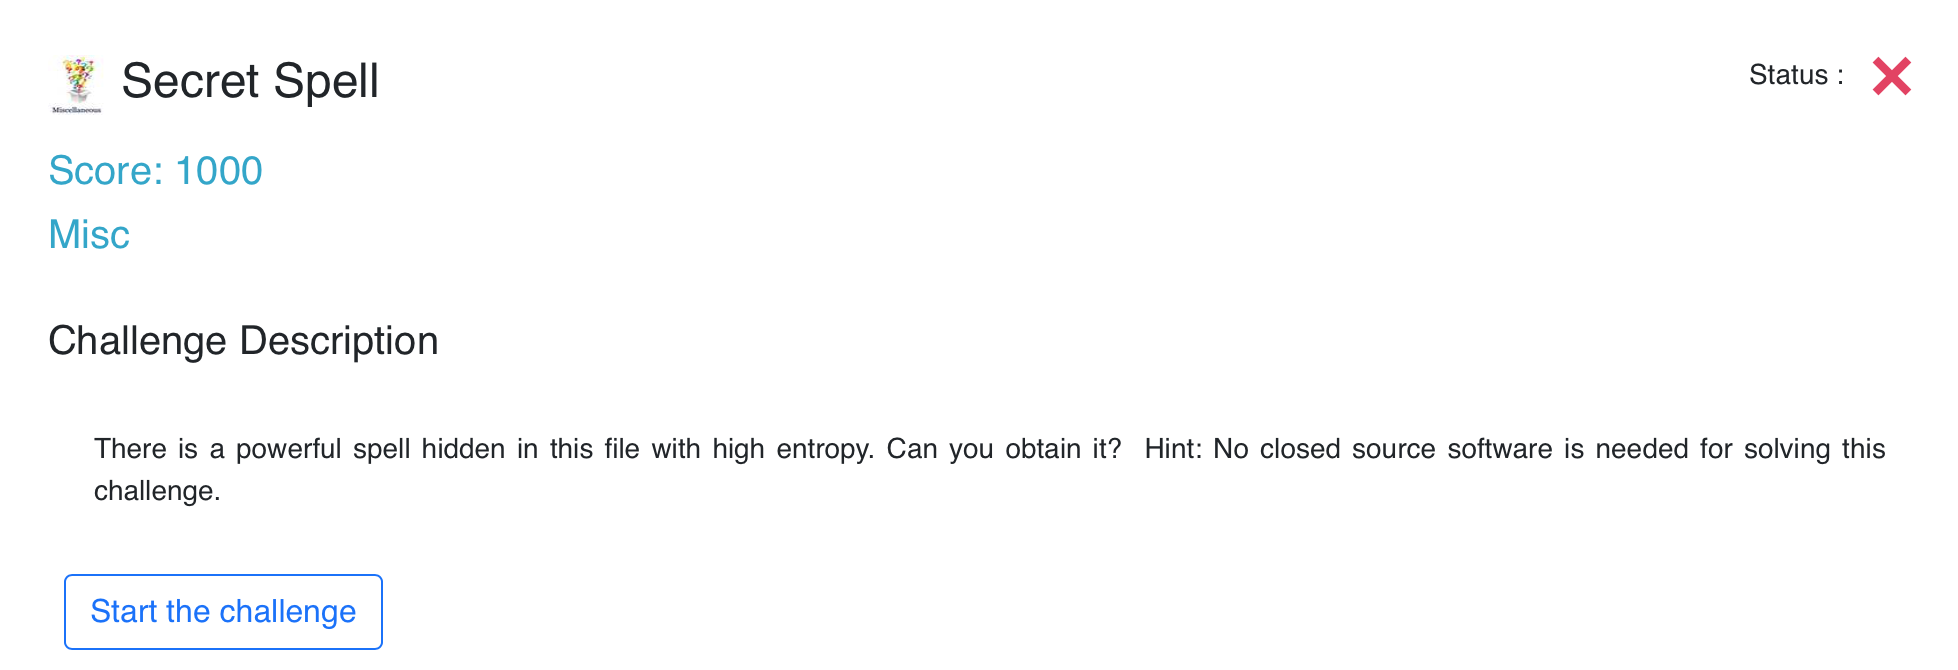 Secret Spell
Status :
Miscellaneous
Score: 1000
Misc
Challenge Description
There is a powerful spell hidden in this file with high entropy. Can you obtain it?  Hint: No closed source software is needed for solving this
challenge.
Start the challenge